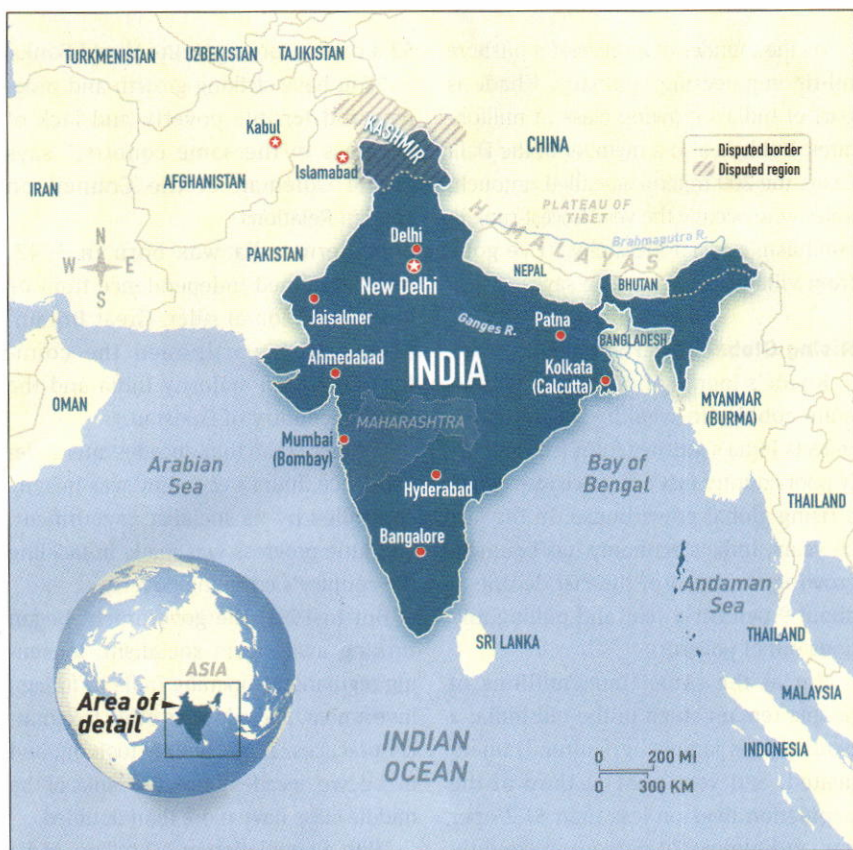 TURKMENISTAN
UZBEKISTAN
TAJIKISTAN
Kabul
Islamabad
KASHMIR
CHINA
Disputed border
Disputed region
IRAN
AFGHANISTAN
PLATEAU OF
TIBET
N
W E
S
PAKISTAN
Delhi
New Delhi
HIMALAYAS
Brahmaputra R.
NEPAL
BHUTAN
Jaisalmer
Ganges R.
Patna
BANGLADESH
Ahmedabad
INDIA
Kolkata
(Calcutta)
OMAN
MAHARASHTRA
MYANMAR
(BURMA)
Mumbai
(Bombay)
Arabian
Sea
Hyderabad
Bay of
Bengal
THAILAND
Bangalore
Andaman
Sea
SRI LANKA
THAILAND
ASIA
Area of
detail
MALAYSIA
INDIAN
OCEAN
INDONESIA
0 200 MI
0 300 KM